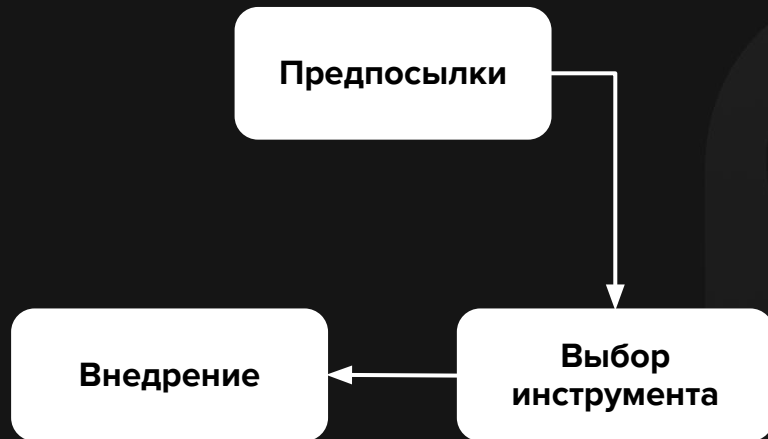 Предпосылки
Выбор
инструмента
Внедрение